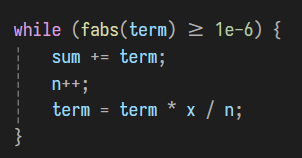 while (fabs(term) ≥ 1e-6) {
    sum += term;
    n++;
    term = term * x / n;
}